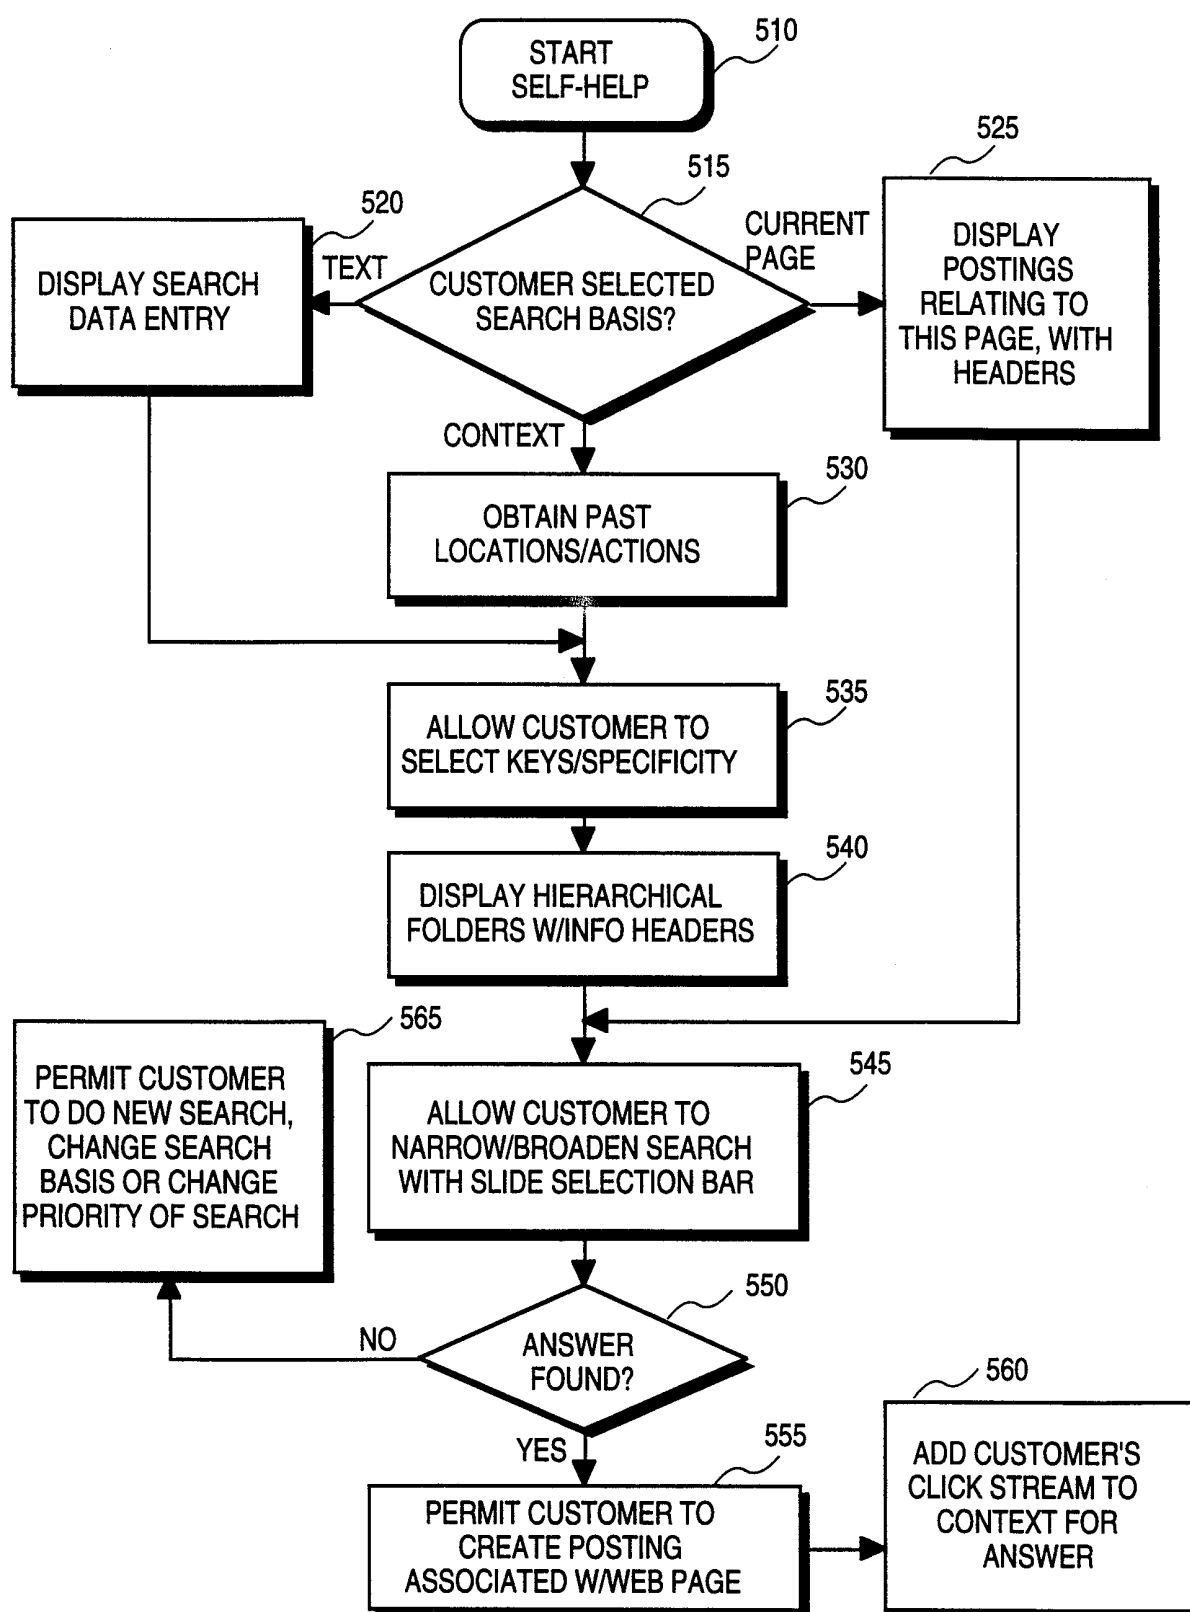 START
SELF-HELP
510
515
520
525
TEXT
CURRENT
PAGE
DISPLAY SEARCH
DATA ENTRY
CUSTOMER SELECTED
SEARCH BASIS?
DISPLAY
POSTINGS
RELATING TO
THIS PAGE, WITH
HEADERS
CONTEXT
530
OBTAIN PAST
LOCATIONS/ACTIONS
535
ALLOW CUSTOMER TO
SELECT KEYS/SPECIFICITY
540
DISPLAY HIERARCHICAL
FOLDERS W/INFO HEADERS
565
PERMIT CUSTOMER
TO DO NEW SEARCH,
CHANGE SEARCH
BASIS OR CHANGE
PRIORITY OF SEARCH
545
ALLOW CUSTOMER TO
NARROW/BROADEN SEARCH
WITH SLIDE SELECTION BAR
550
NO
ANSWER
FOUND?
YES
555
PERMIT CUSTOMER TO
CREATE POSTING
ASSOCIATED W/WEB PAGE
560
ADD CUSTOMER'S
CLICK STREAM TO
CONTEXT FOR
ANSWER